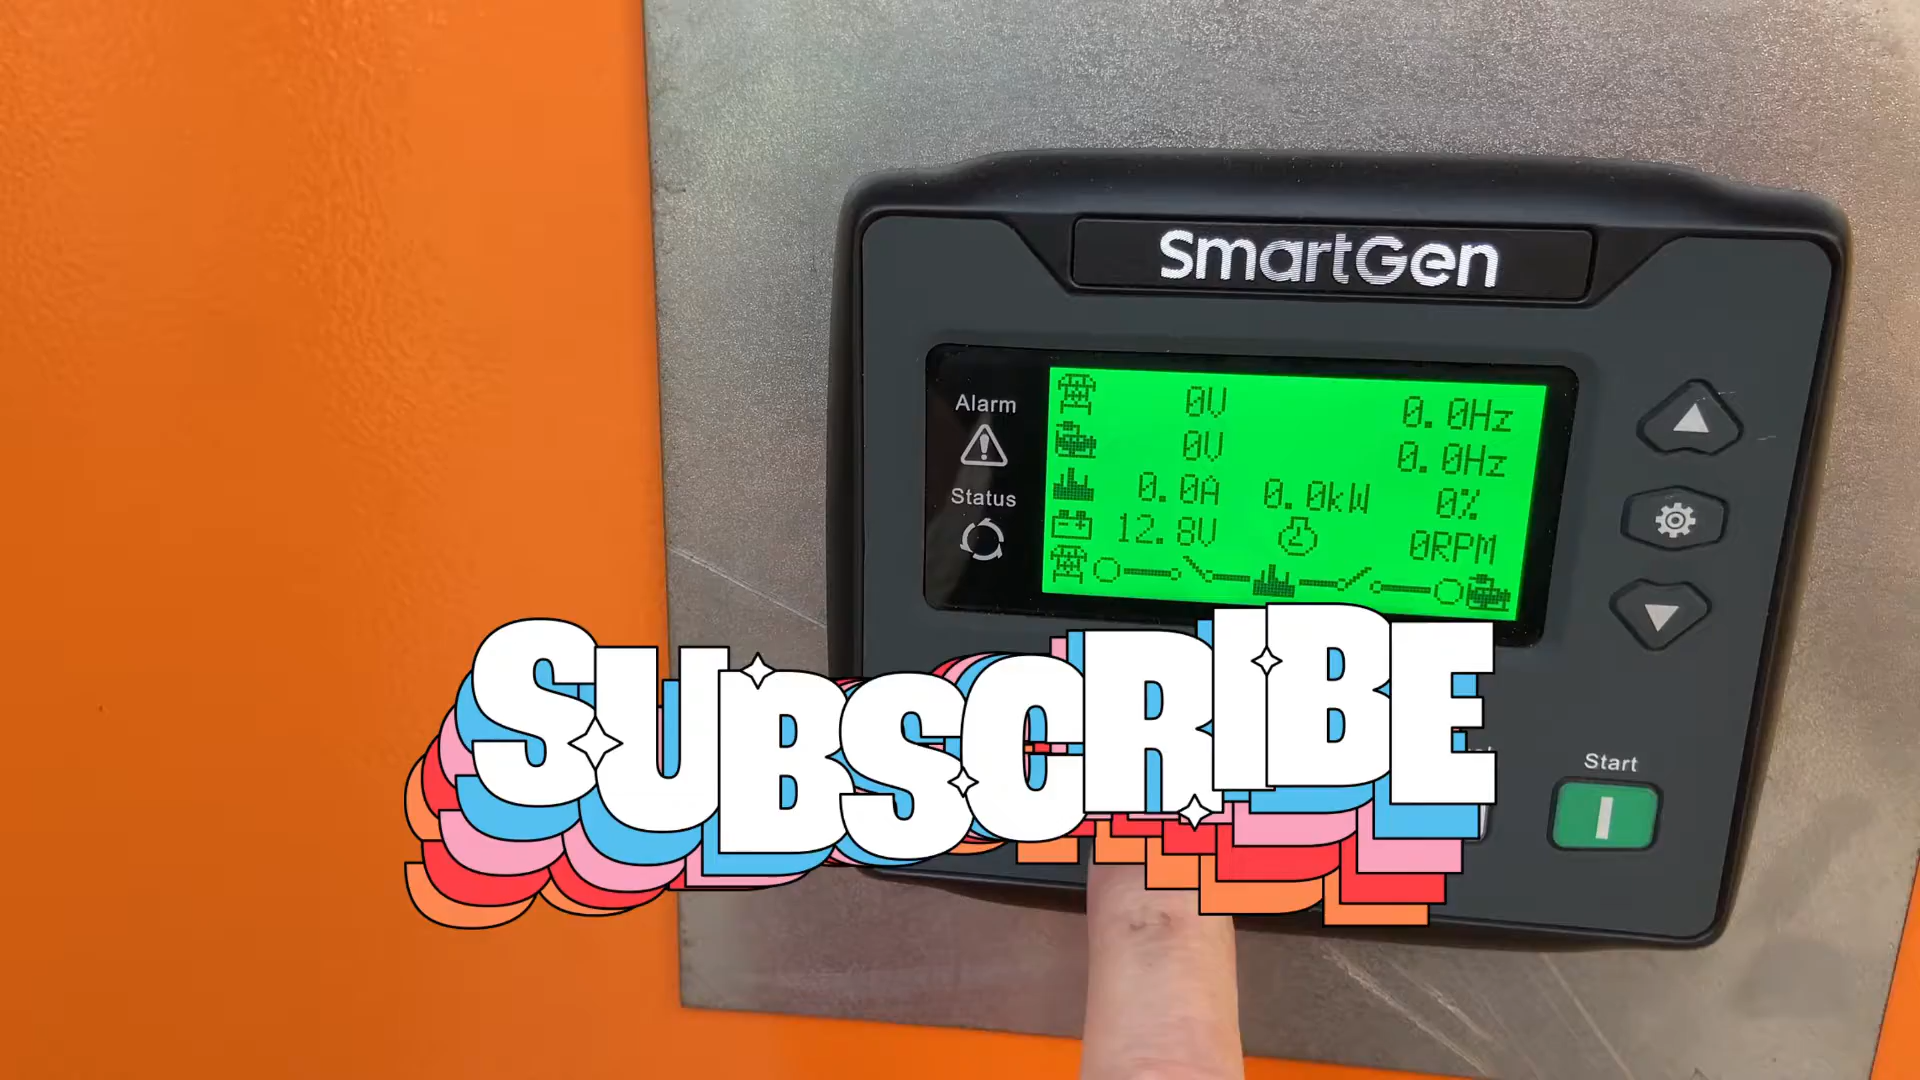 SmartGen
Alarm
0V 0.0Hz
0V 0.0Hz
Status
0.0A 0.0kW 0%
12.8V 0RPM
SUBSCRIBE
Start